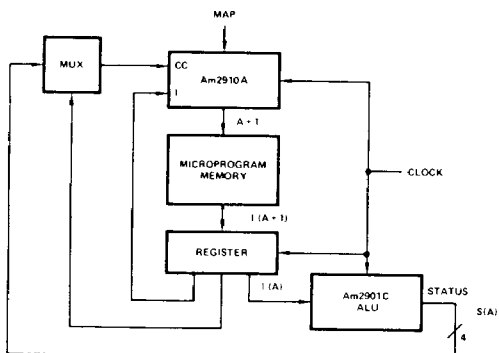 MAP
MUX
CC
Am2910A
I
A + 1
MICROPROGRAM
MEMORY
CLOCK
I (A + 1)
REGISTER
I (A)
Am2901C
ALU
STATUS
S(A)
4